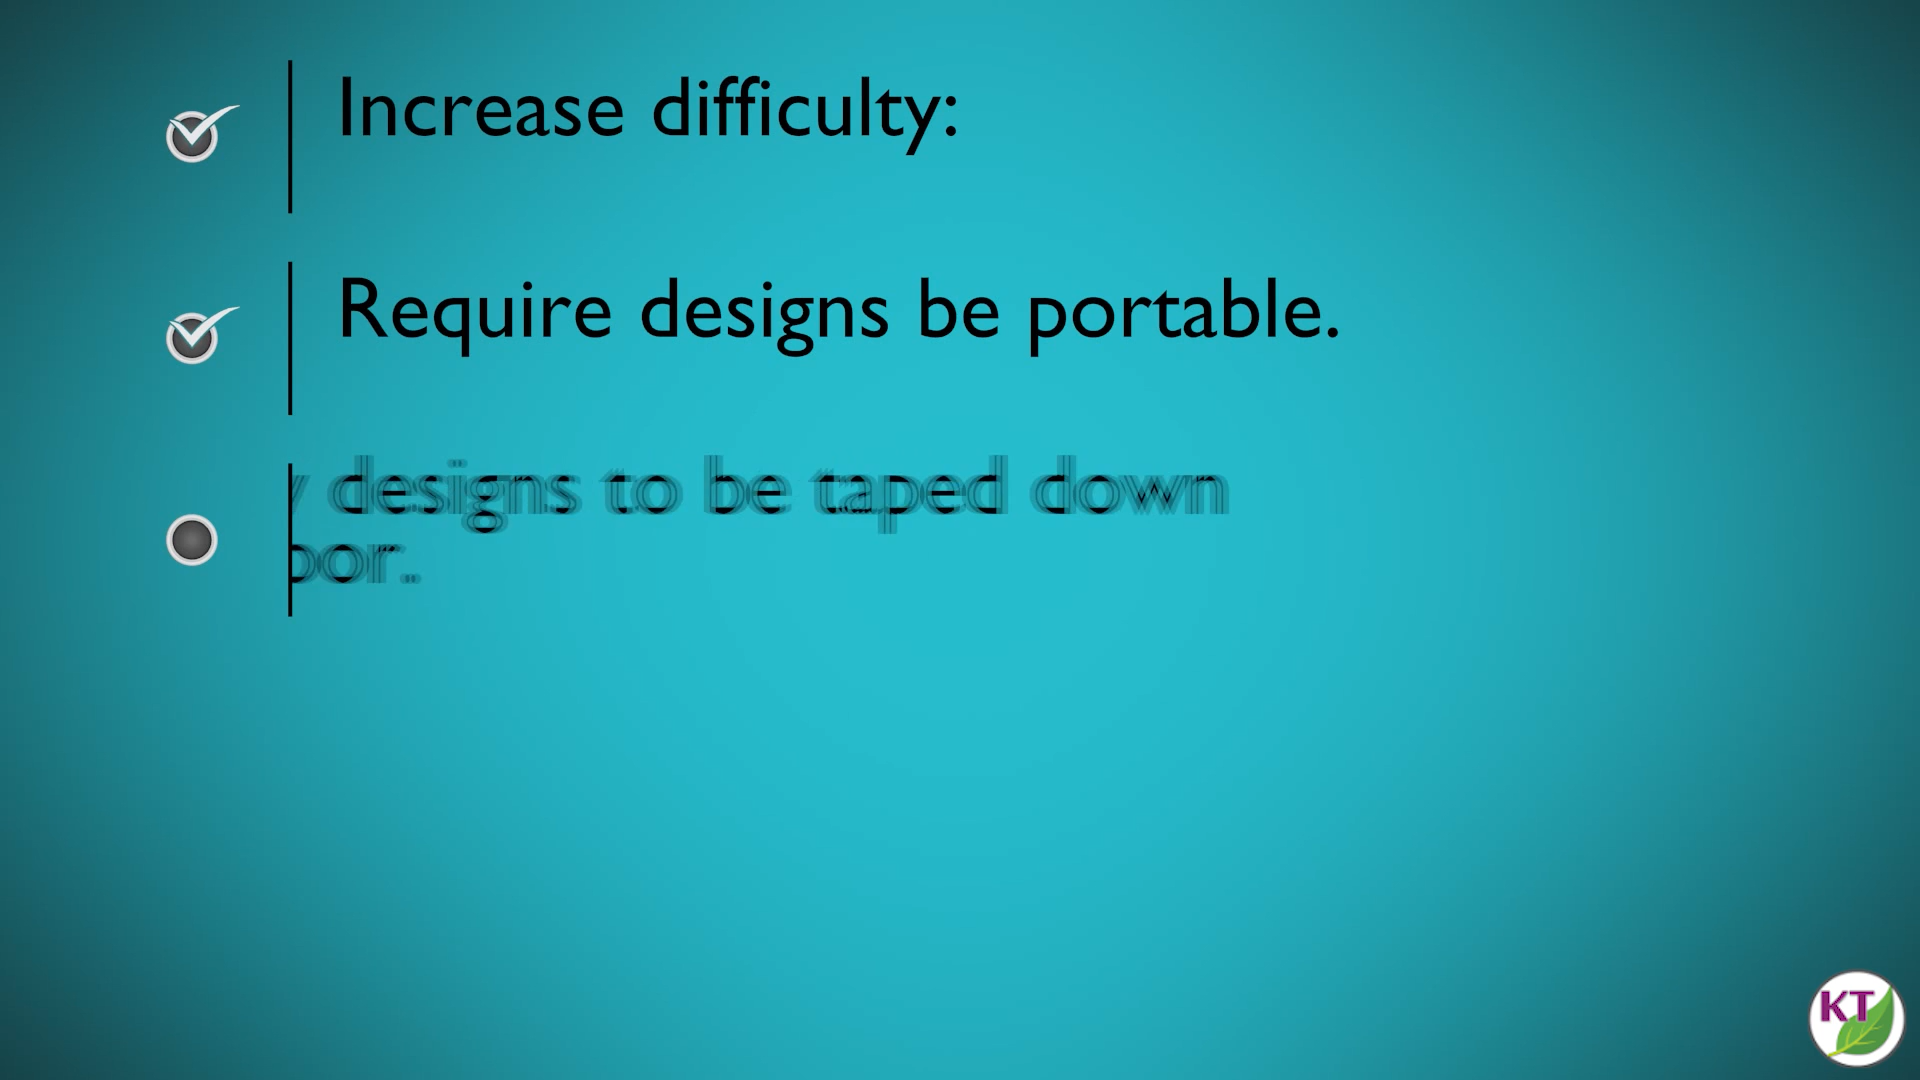 Increase difficulty:
Require designs be portable.
designs to be taped down
KT